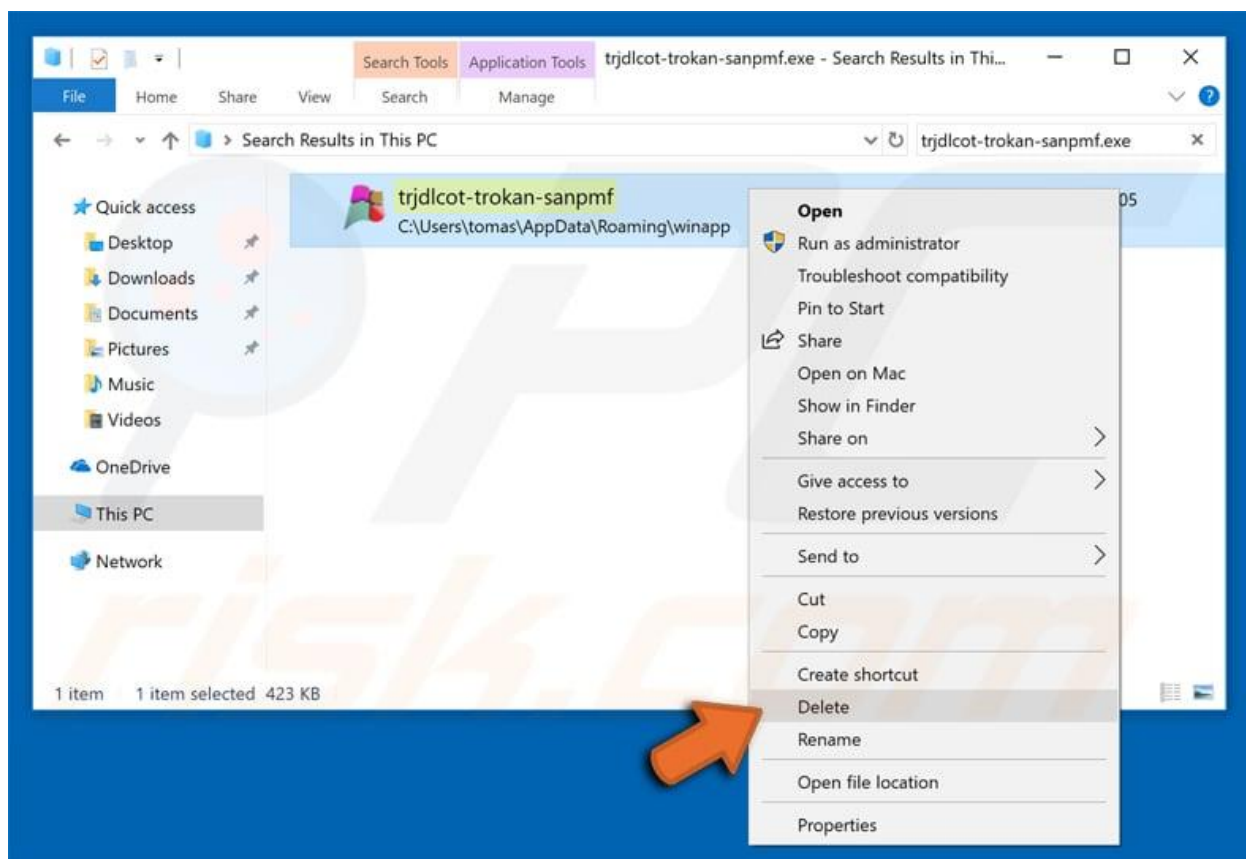 Search Tools Application Tools trjdlcot-trokan-sanpmf.exe - Search Results in Thi...
File Home Share View Search Manage
Search Results in This PC trjdlcot-trokan-sanpmf.exe
Quick access
Desktop
Downloads
Documents
Pictures
Music
Videos
OneDrive
This PC
Network
trjdlcot-trokan-sanpmf
C:\Users\tomas\AppData\Roaming\winapp
05
Open
Run as administrator
Troubleshoot compatibility
Pin to Start
Share
Open on Mac
Show in Finder
Share on
Give access to
Restore previous versions
Send to
Cut
Copy
Create shortcut
Delete
Rename
Open file location
Properties
1 item 1 item selected 423 KB
PC
risk.com